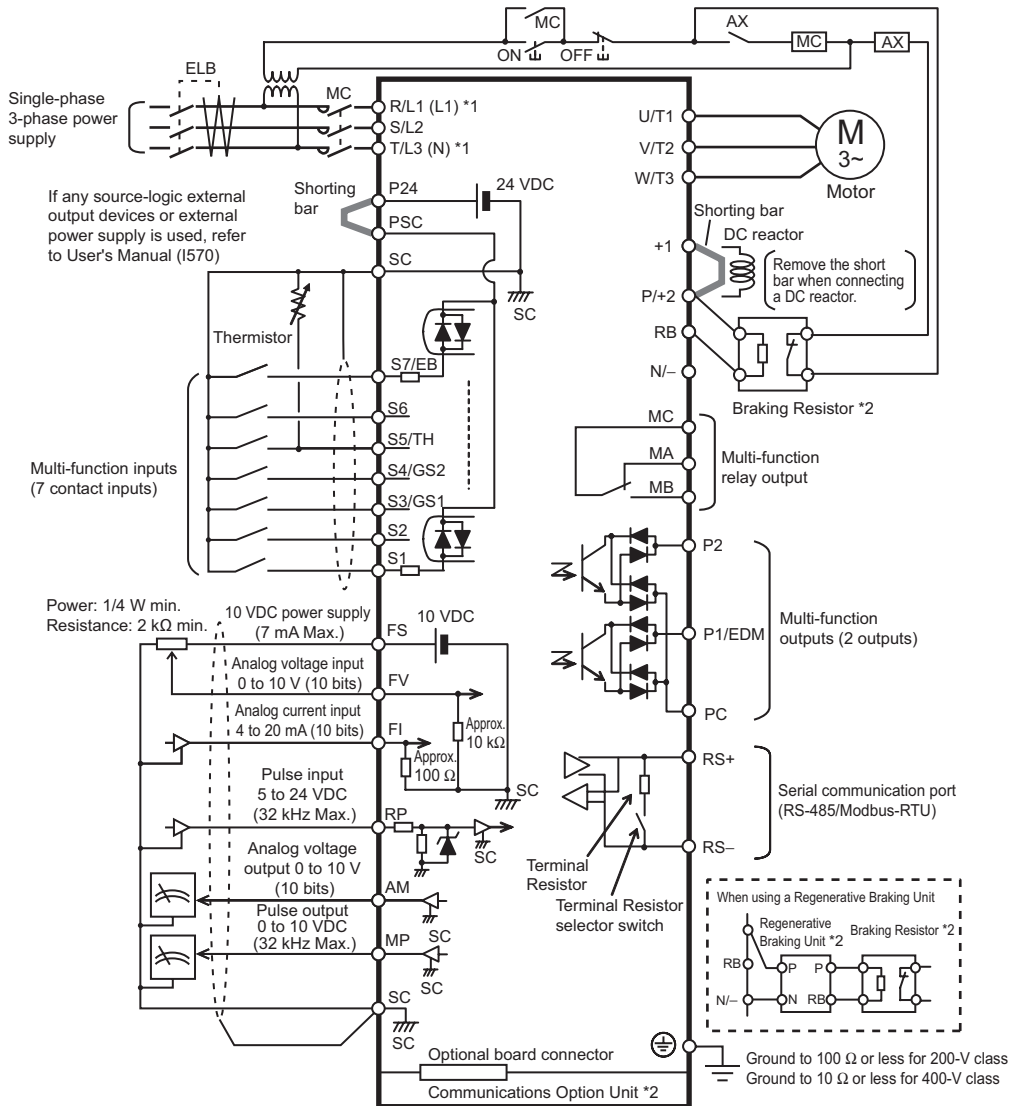 MC
ON
OFF
AX
MC
AX
ELB
MC
Single-phase
3-phase power
supply
R/L1 (L1) *1
S/L2
T/L3 (N) *1
U/T1
V/T2
W/T3
M
3~
Motor
If any source-logic external
output devices or external
power supply is used, refer
to User's Manual (I570)
Shorting
bar
P24
24 VDC
PSC
SC
SC
Shorting bar
DC reactor
+1
P/+2
Remove the short
bar when connecting
a DC reactor.
RB
N/–
Braking Resistor *2
Thermistor
S7/EB
S6
S5/TH
S4/GS2
S3/GS1
S2
S1
Multi-function inputs
(7 contact inputs)
MC
MA
MB
Multi-function
relay output
P2
P1/EDM
PC
Multi-function
outputs (2 outputs)
Power: 1/4 W min.
Resistance: 2 kΩ min.
10 VDC power supply
(7 mA Max.)
FS
10 VDC
Analog voltage input
0 to 10 V (10 bits)
FV
Analog current input
4 to 20 mA (10 bits)
FI
Approx.
10 kΩ
Approx.
100 Ω
SC
Pulse input
5 to 24 VDC
(32 kHz Max.)
RP
SC
Analog voltage
output 0 to 10 V
(10 bits)
AM
SC
Pulse output
0 to 10 VDC
(32 kHz Max.)
MP
SC
SC
SC
RS+
RS–
Serial communication port
(RS-485/Modbus-RTU)
Terminal
Resistor
Terminal Resistor
selector switch
When using a Regenerative Braking Unit
Regenerative
Braking Unit *2
Braking Resistor *2
RB
P
P
N/–
N
RB
Optional board connector
Communications Option Unit *2
Ground to 100 Ω or less for 200-V class
Ground to 10 Ω or less for 400-V class